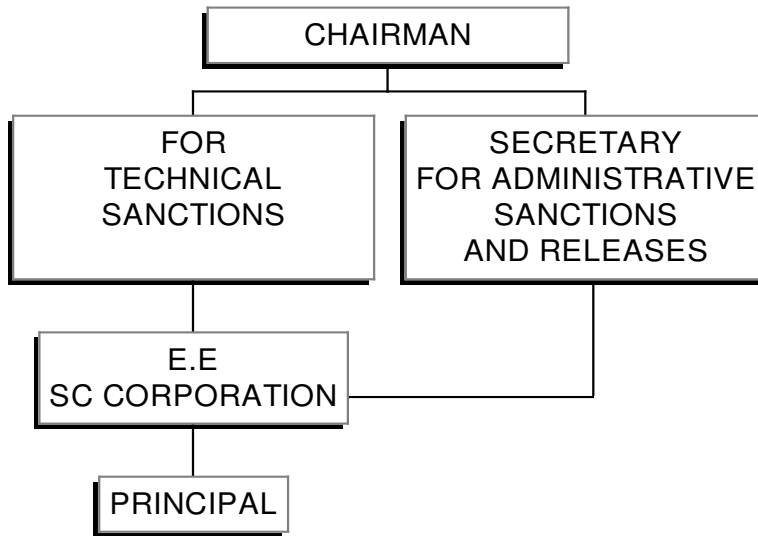 CHAIRMAN
FOR
TECHNICAL
SANCTIONS
SECRETARY
FOR ADMINISTRATIVE
SANCTIONS
AND RELEASES
E.E
SC CORPORATION
PRINCIPAL